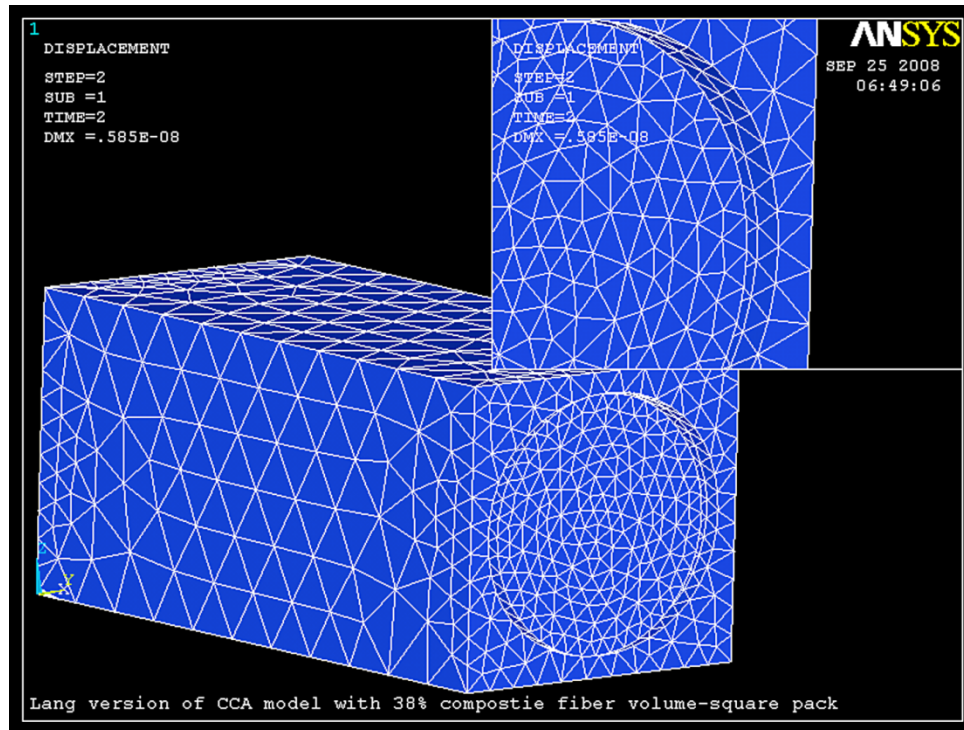 1
DISPLACEMENT
STEP=2
SUB =1
TIME=2
DMX =.585E-08
DISPLACEMENT
STEP=2
SUB =1
TIME=2
DMX =.585E-08
ANSYS
SEP 25 2008
06:49:06
Z
Y
X
Lang version of CCA model with 38% compostie fiber volume-square pack